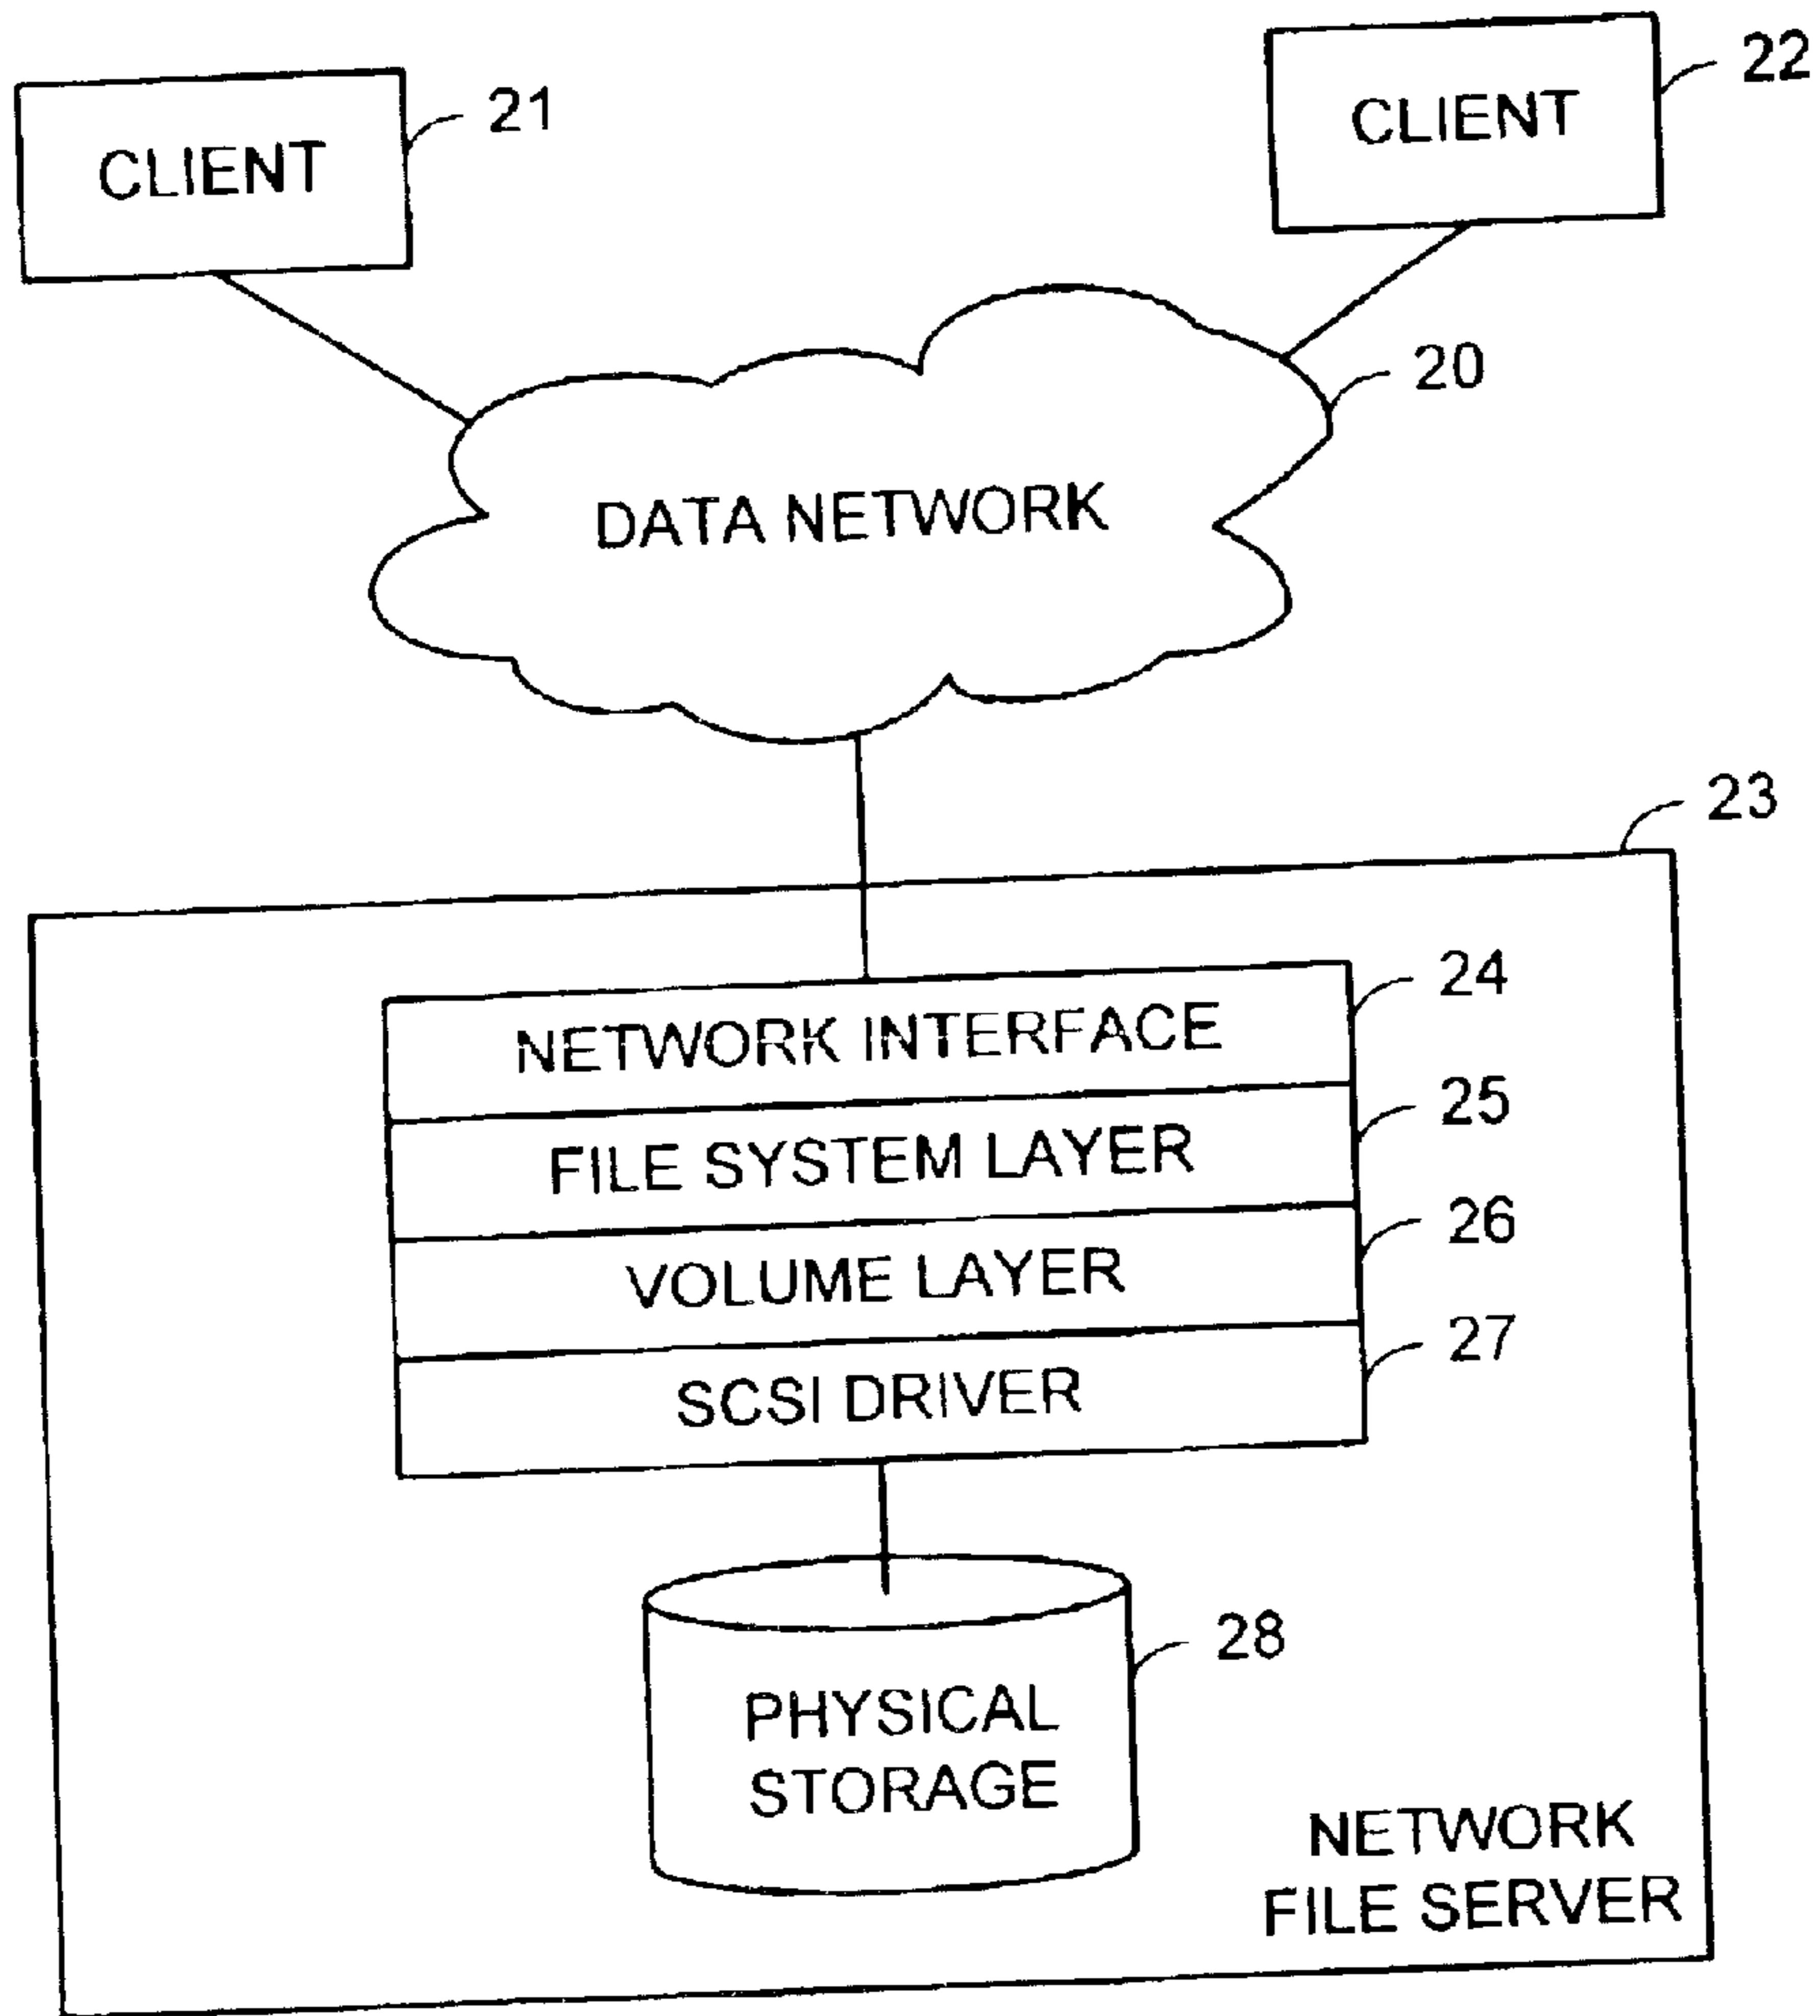 22
21
CLIENT
CLIENT
20
DATA NETWORK
23
24
NETWORK INTERFACE
25
FILE SYSTEM LAYER
26
VOLUME LAYER
27
SCSI DRIVER
28
PHYSICAL
STORAGE
NETWORK
FILE SERVER